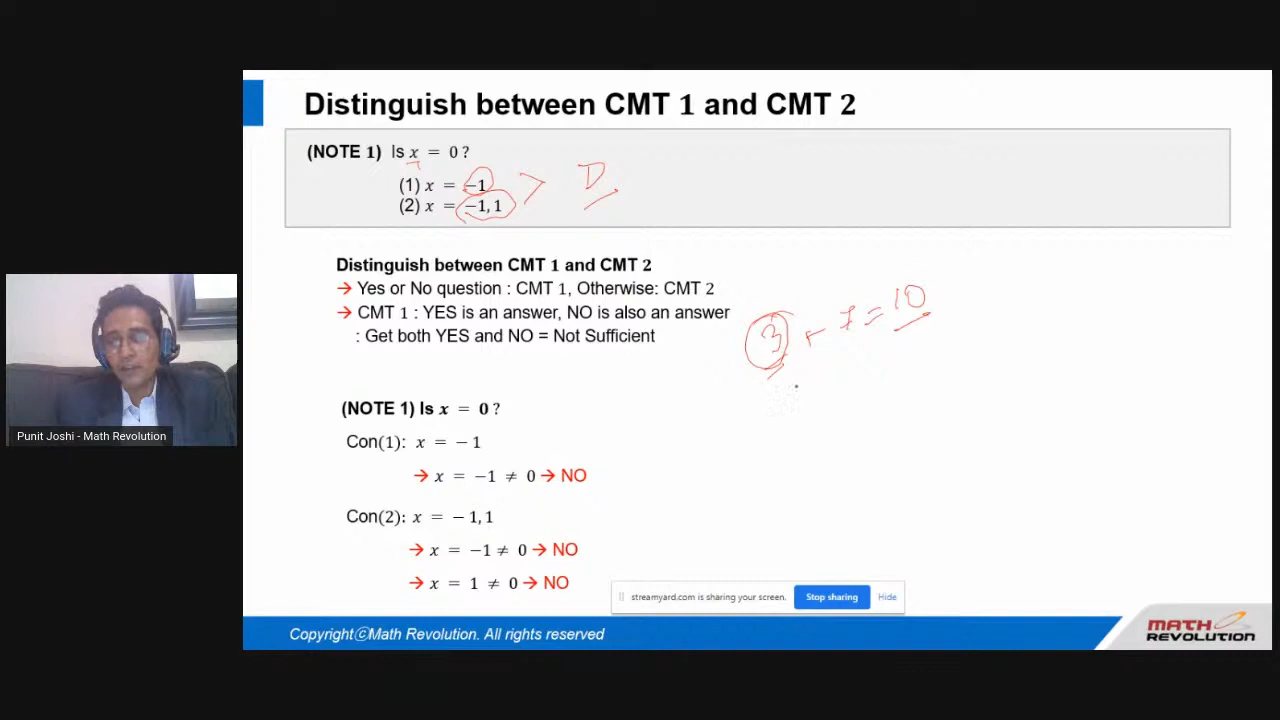 Distinguish between CMT 1 and CMT 2
(NOTE 1) Is x = 0 ?
(1) x = −1
(2) x = −1, 1
D
Distinguish between CMT 1 and CMT 2
→ Yes or No question : CMT 1, Otherwise: CMT 2
→ CMT 1 : YES is an answer, NO is also an answer
: Get both YES and NO = Not Sufficient
3 + 7 = 10
(NOTE 1) Is x = 0 ?
Con(1): x = − 1
→ x = −1 ≠ 0 → NO
Con(2): x = − 1, 1
→ x = −1 ≠ 0 → NO
→ x = 1 ≠ 0 → NO
Punit Joshi - Math Revolution
streamyard.com is sharing your screen. Stop sharing Hide
CopyrightⓒMath Revolution. All rights reserved
MATH
REVOLUTION